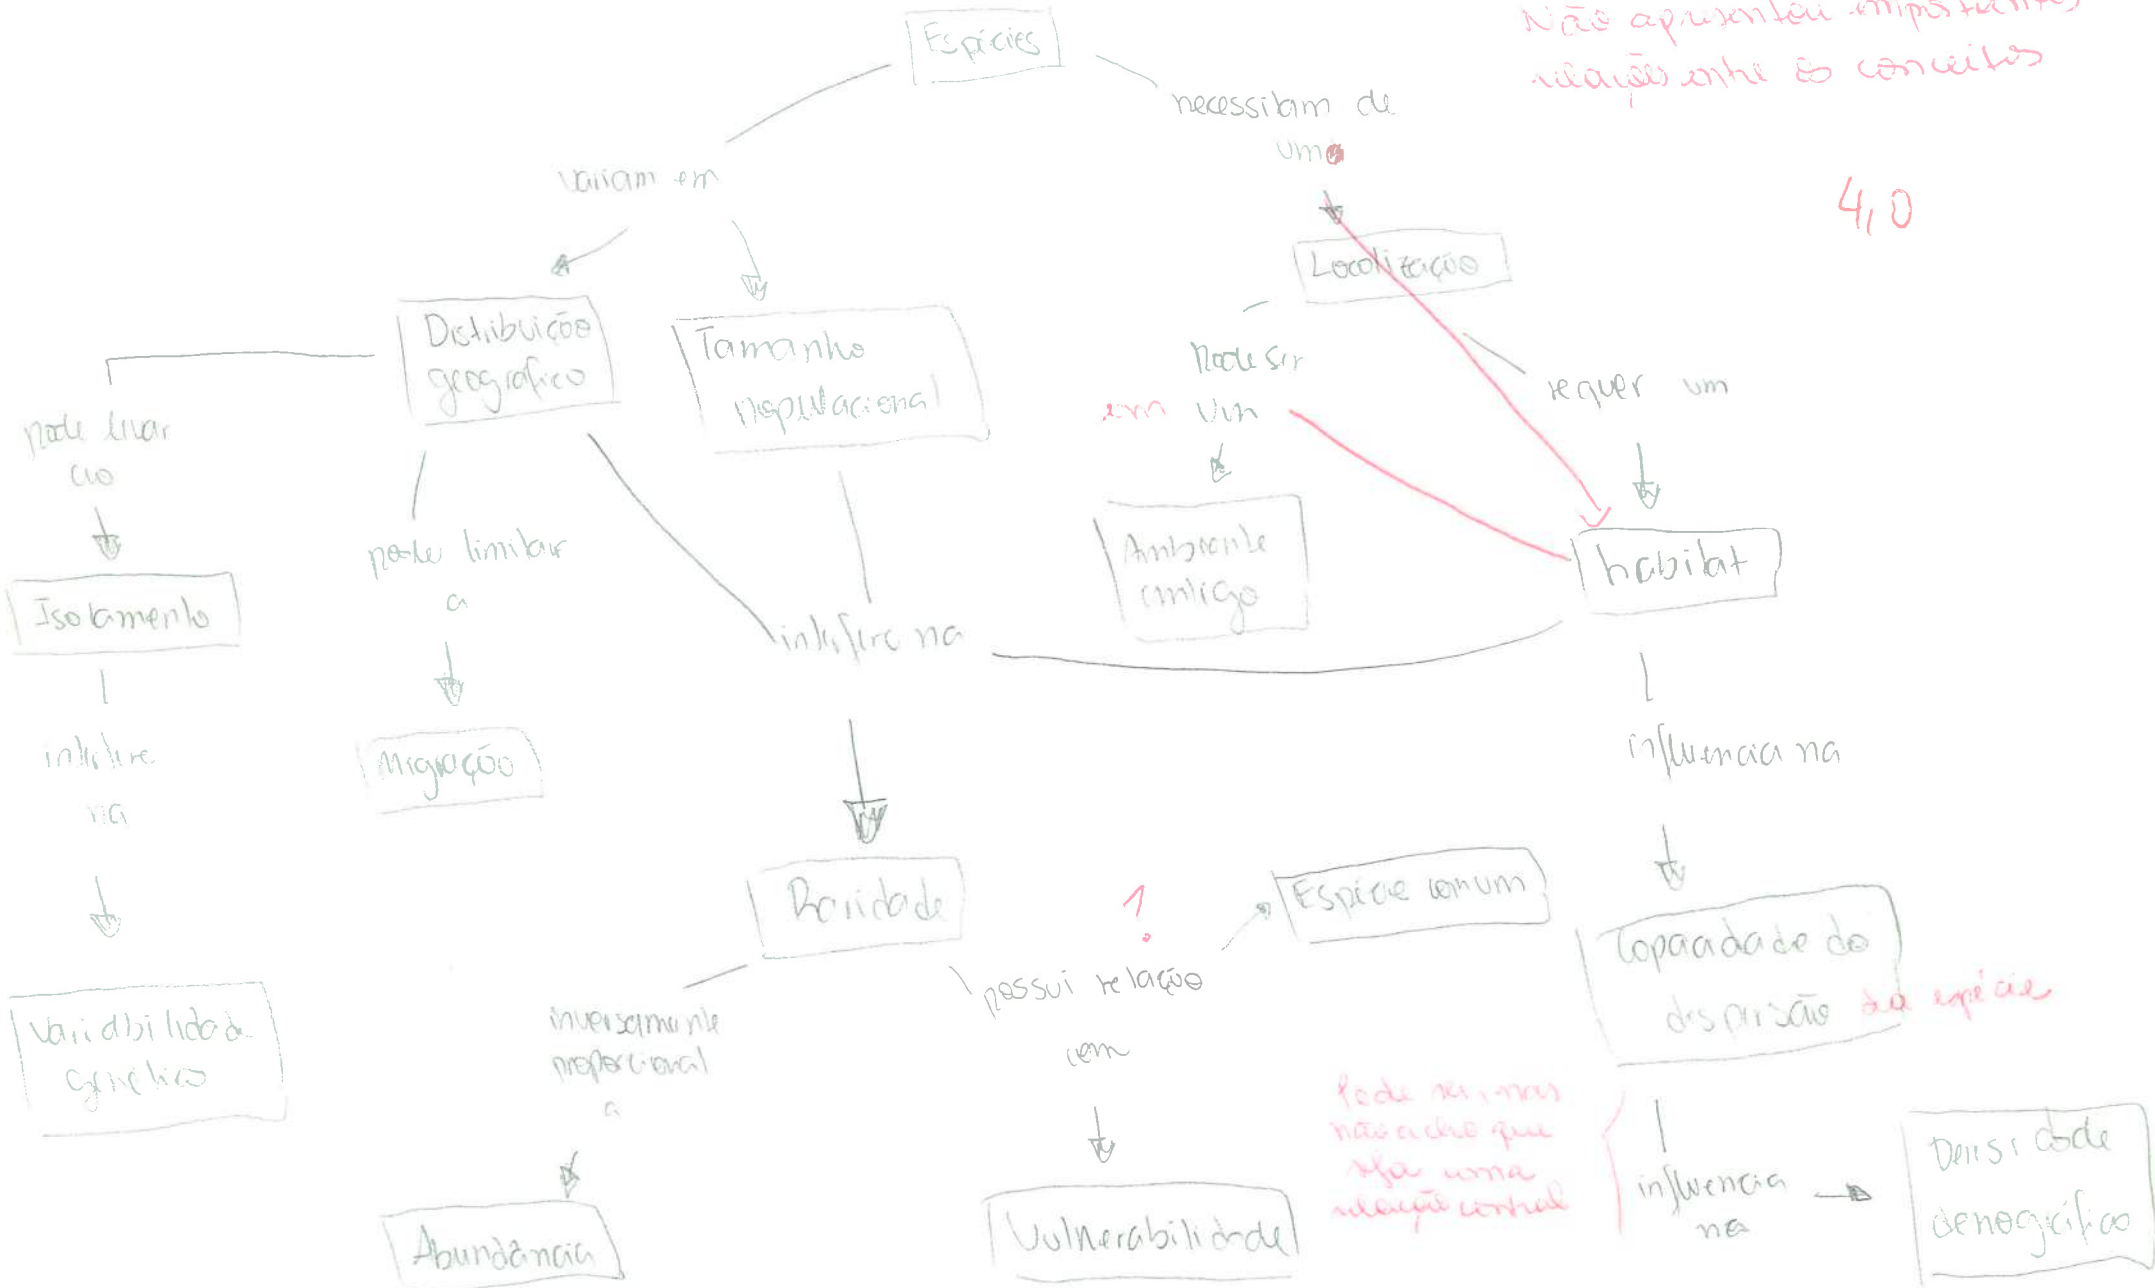 Espécies
Não apresentou importantes
relações entre os conceitos
4,0
necessitam de
uma
variam em
Localização
Distribuição
geográfica
Tamanho
populacional
pode levar
ao
pode ser
em um
requer um
Isolamento
pode limitar
a
interfere na
Ambiente
antigo
habitat
interfere
na
Migração
influencia na
Raridade
?
Espécie comum
possui relação
com
Capacidade de
dispersão da espécie
Variabilidade
genética
inversamente
proporcional
a
Abundância
Vulnerabilidade
Pode ser, mas
não acho que
seja uma
relação central
influencia
na
Densidade
demográfica